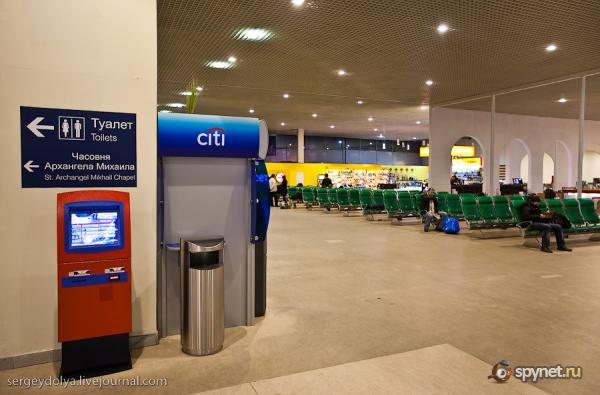 Туалет
Toilets
Часовня
Архангела Михаила
St. Archangel Mikhail Chapel
citi
sergeydolya.livejournal.com
spynet.ru